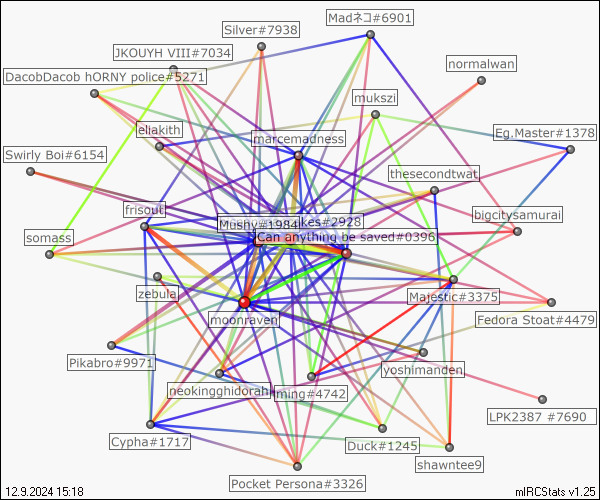 Madネコ#6901
Silver#7938
JKOUYH VIII#7034
normalwan
DacobDacob hORNY police#5271
mukszi
eliakith
Eg.Master#1378
marcemadness
Swirly Boi#6154
thesecondtwat
frisout
bigcitysamurai
Mushy#1984
ikes#2928
Can anything be saved#0396
somass
zebula
Majestic#3375
moonraven
Fedora Stoat#4479
Pikabro#9971
yoshimanden
neokingghidorah
ming#4742
LPK2387 #7690
Cypha#1717
Duck#1245
shawntee9
Pocket Persona#3326
12.9.2024 15:18
mIRCStats v1.25